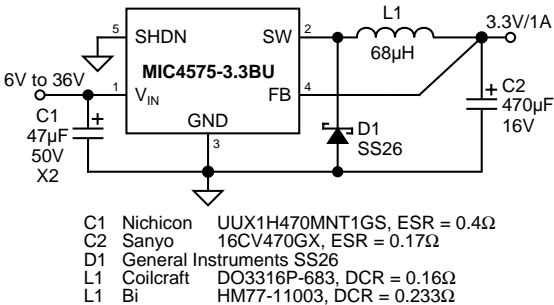 L1
3.3V/1A
5
SHDN
SW
2
68µH
MIC4575-3.3BU
6V to 36V
1
VIN
FB
4
C2
470µF
16V
C1
47µF
50V
X2
GND
3
D1
SS26
C1 Nichicon UUX1H470MNT1GS, ESR = 0.4Ω
C2 Sanyo 16CV470GX, ESR = 0.17Ω
D1 General Instruments SS26
L1 Coilcraft DO3316P-683, DCR = 0.16Ω
L1 Bi HM77-11003, DCR = 0.233Ω